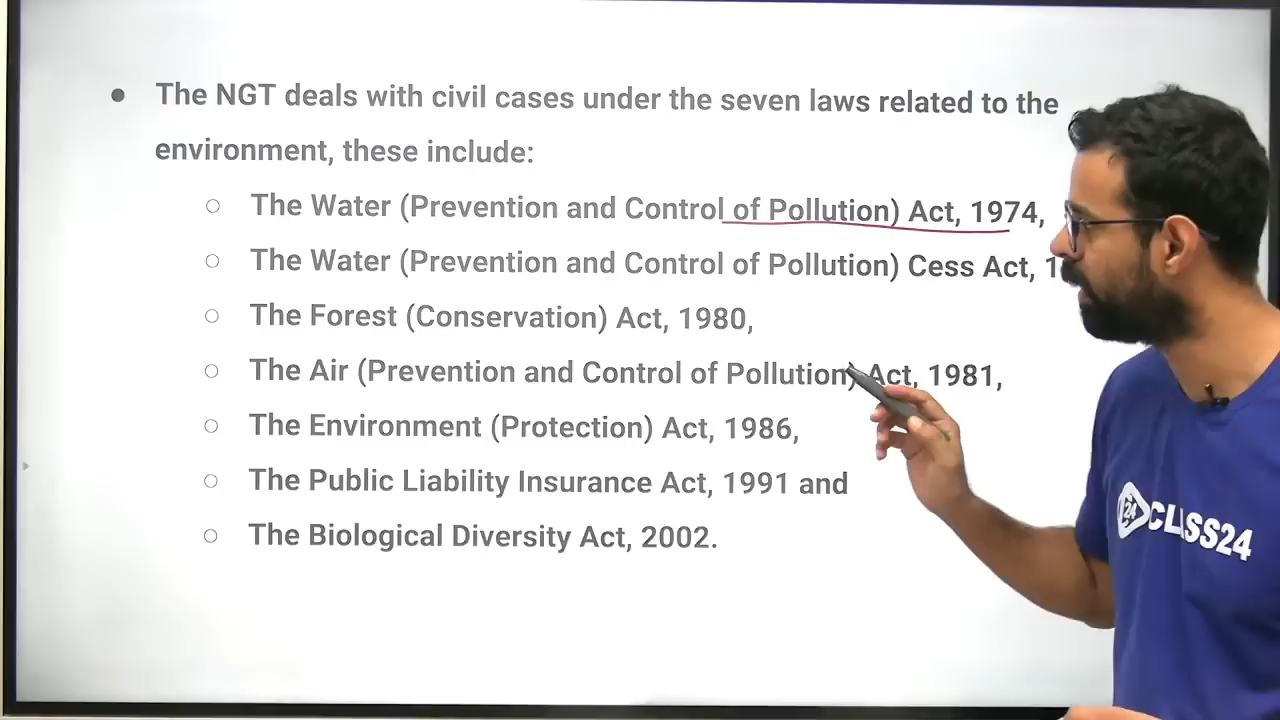 The NGT deals with civil cases under the seven laws related to the
environment, these include:
The Water (Prevention and Control of Pollution) Act, 1974,
The Water (Prevention and Control of Pollution) Cess Act, 1
The Forest (Conservation) Act, 1980,
The Air (Prevention and Control of Pollution) Act, 1981,
The Environment (Protection) Act, 1986,
The Public Liability Insurance Act, 1991 and
The Biological Diversity Act, 2002.
24 CLASS24